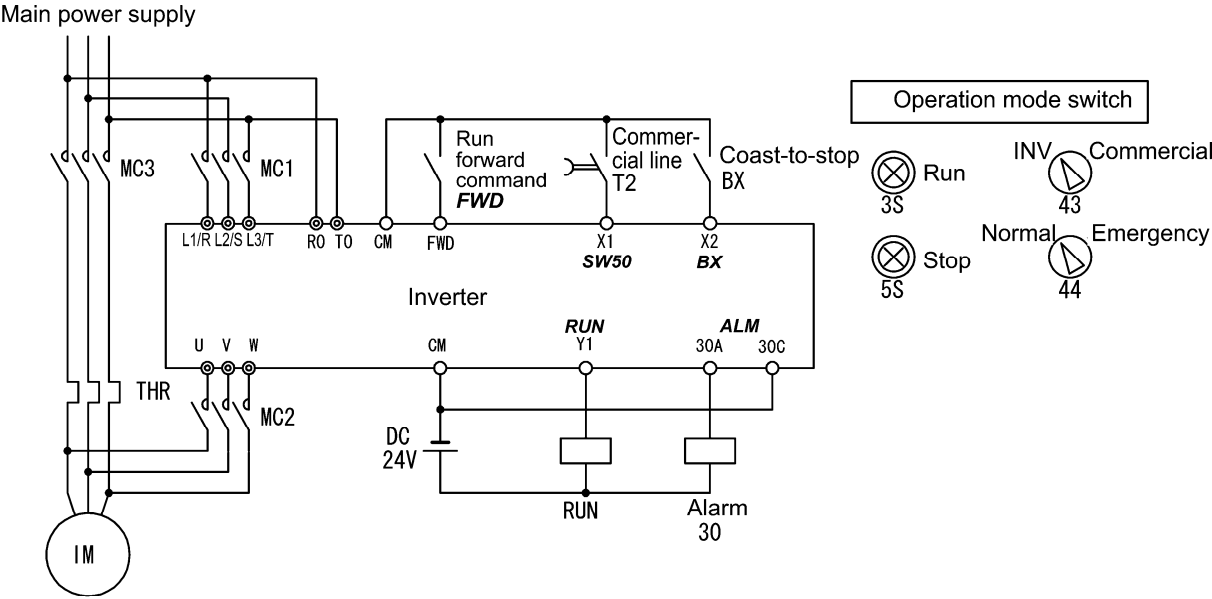 Main power supply
Operation mode switch
MC3
MC1
Run
forward
command
FWD
Commer-
cial line
T2
Coast-to-stop
BX
Run
3S
INV
Commercial
43
Stop
5S
Normal
Emergency
44
L1/R L2/S L3/T
R0 T0
CM
FWD
X1
SW50
X2
BX
Inverter
U V W
CM
RUN
Y1
ALM
30A
30C
THR
MC2
DC
24V
RUN
Alarm
30
IM